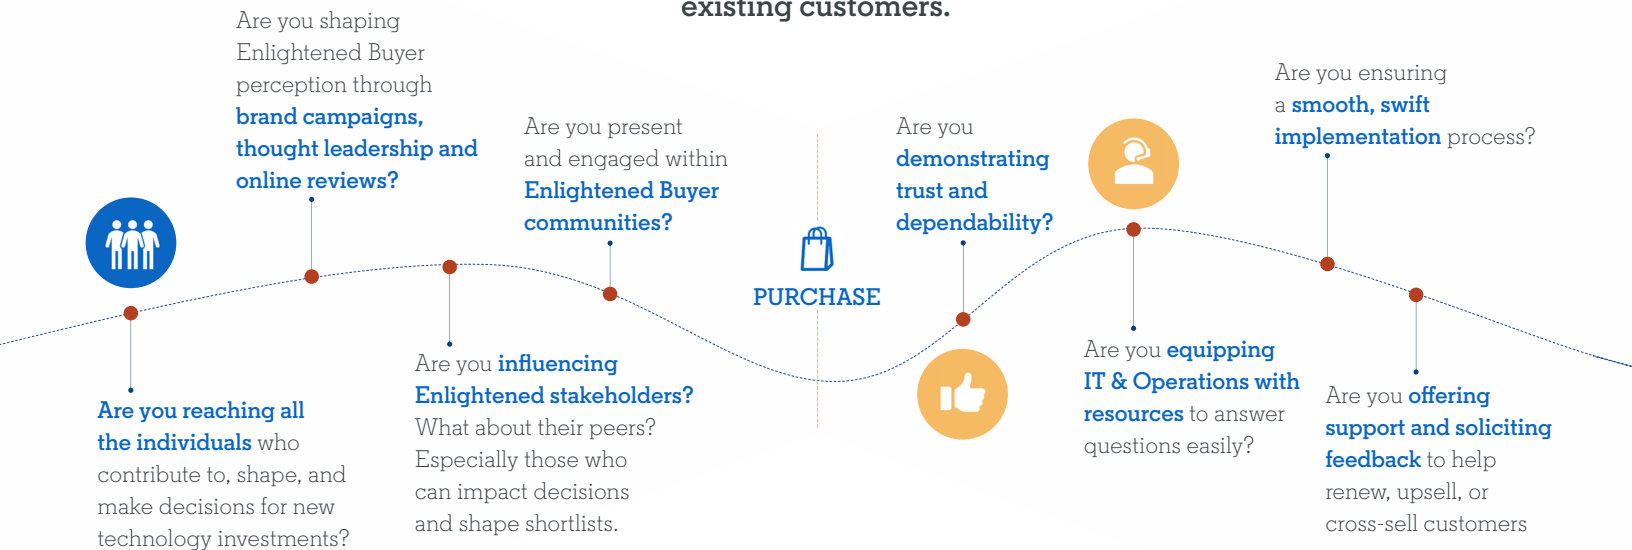 existing customers.
Are you shaping
Enlightened Buyer
perception through
brand campaigns,
thought leadership and
online reviews?
Are you present
and engaged within
Enlightened Buyer
communities?
Are you
demonstrating
trust and
dependability?
Are you ensuring
a smooth, swift
implementation process?
PURCHASE
Are you reaching all
the individuals who
contribute to, shape, and
make decisions for new
technology investments?
Are you influencing
Enlightened stakeholders?
What about their peers?
Especially those who
can impact decisions
and shape shortlists.
Are you equipping
IT & Operations with
resources to answer
questions easily?
Are you offering
support and soliciting
feedback to help
renew, upsell, or
cross-sell customers